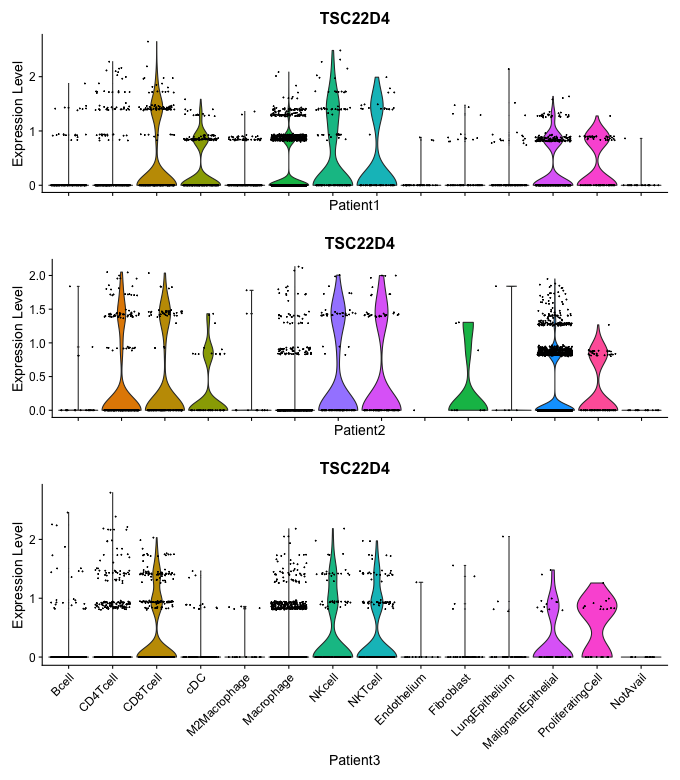 TSC22D4
Expression Level
2
1
0
Patient1
TSC22D4
Expression Level
2.0
1.5
1.0
0.5
0.0
Patient2
TSC22D4
Expression Level
2
1
0
Bcell
CD4Tcell
CD8Tcell
cDC
M2Macrophage
Macrophage
NKcell
NKTcell
Endothelium
Fibroblast
LungEpithelium
MalignantEpithelial
ProliferatingCell
NotAvail
Patient3